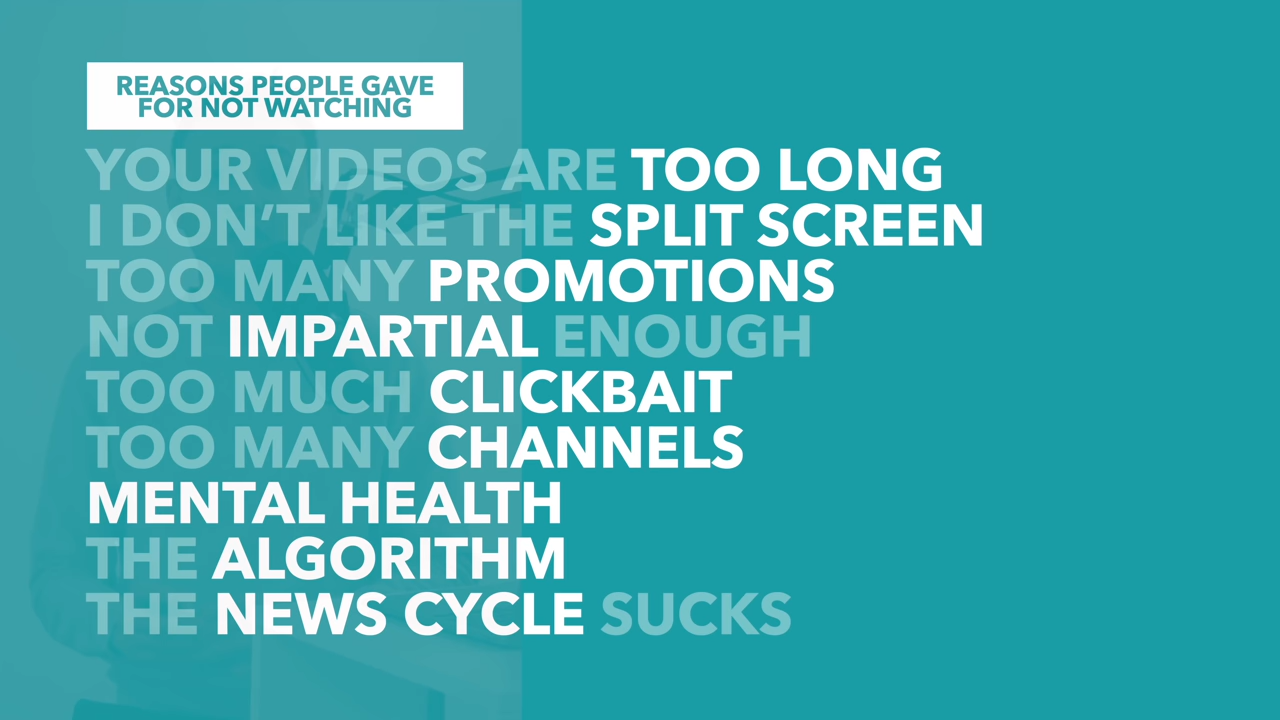 REASONS PEOPLE GAVE
FOR NOT WATCHING
YOUR VIDEOS ARE TOO LONG
I DON’T LIKE THE SPLIT SCREEN
TOO MANY PROMOTIONS
NOT IMPARTIAL ENOUGH
TOO MUCH CLICKBAIT
TOO MANY CHANNELS
MENTAL HEALTH
THE ALGORITHM
THE NEWS CYCLE SUCKS